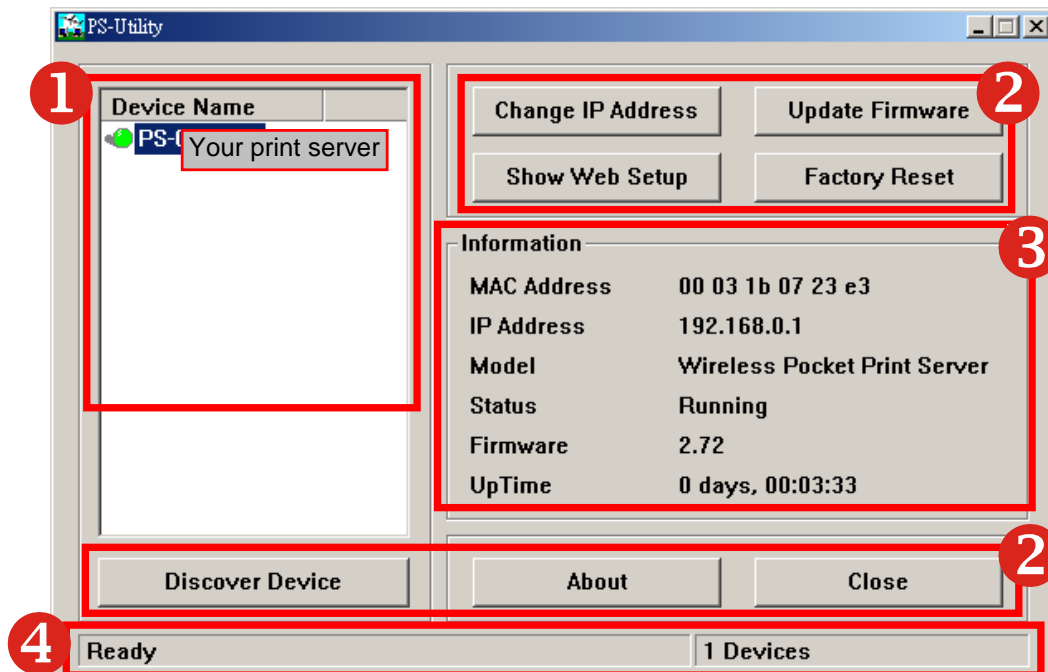 PS-Utility
1
Device Name
Your print server
2
Change IP Address
Update Firmware
Show Web Setup
Factory Reset
3
Information
MAC Address 00 03 1b 07 23 e3
IP Address 192.168.0.1
Model Wireless Pocket Print Server
Status Running
Firmware 2.72
UpTime 0 days, 00:03:33
2
Discover Device
About
Close
4
Ready
1 Devices